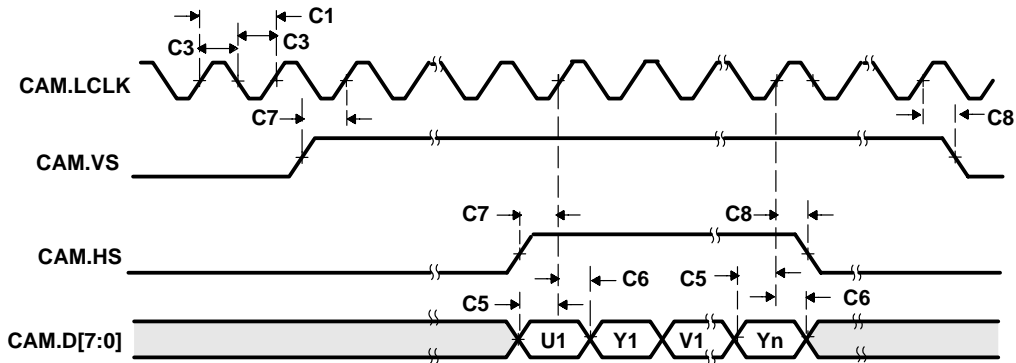 C1
C3
C3
CAM.LCLK
C7
C8
CAM.VS
C7
C8
CAM.HS
C6
C5
C5
C6
CAM.D[7:0]
U1
Y1
V1
Yn